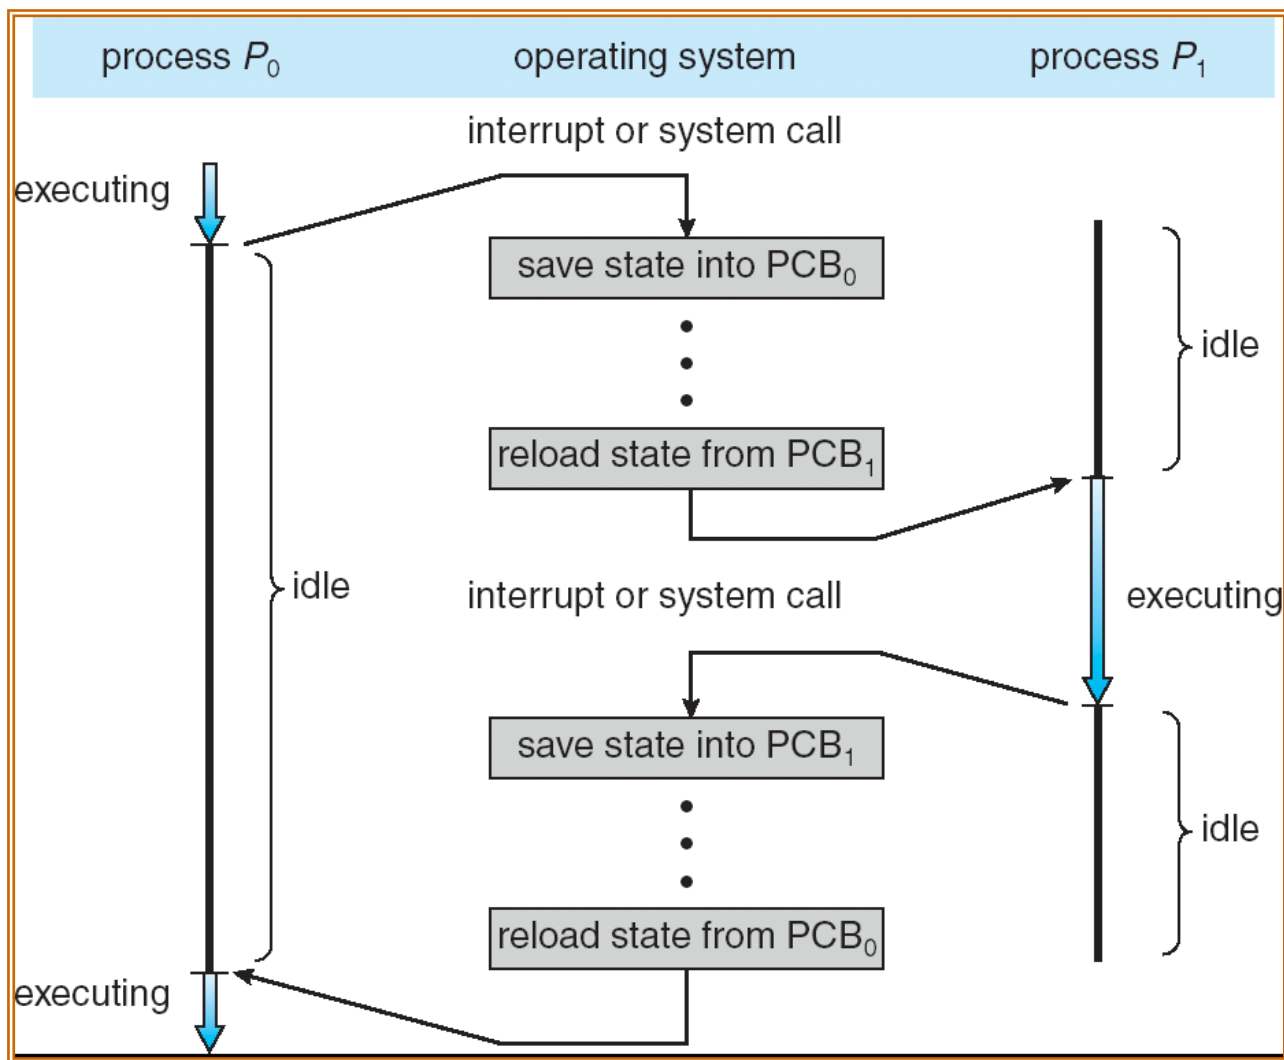 process P₀ operating system process P₁
interrupt or system call
executing
save state into PCB₀
idle
reload state from PCB₁
idle
interrupt or system call
executing
save state into PCB₁
idle
reload state from PCB₀
executing